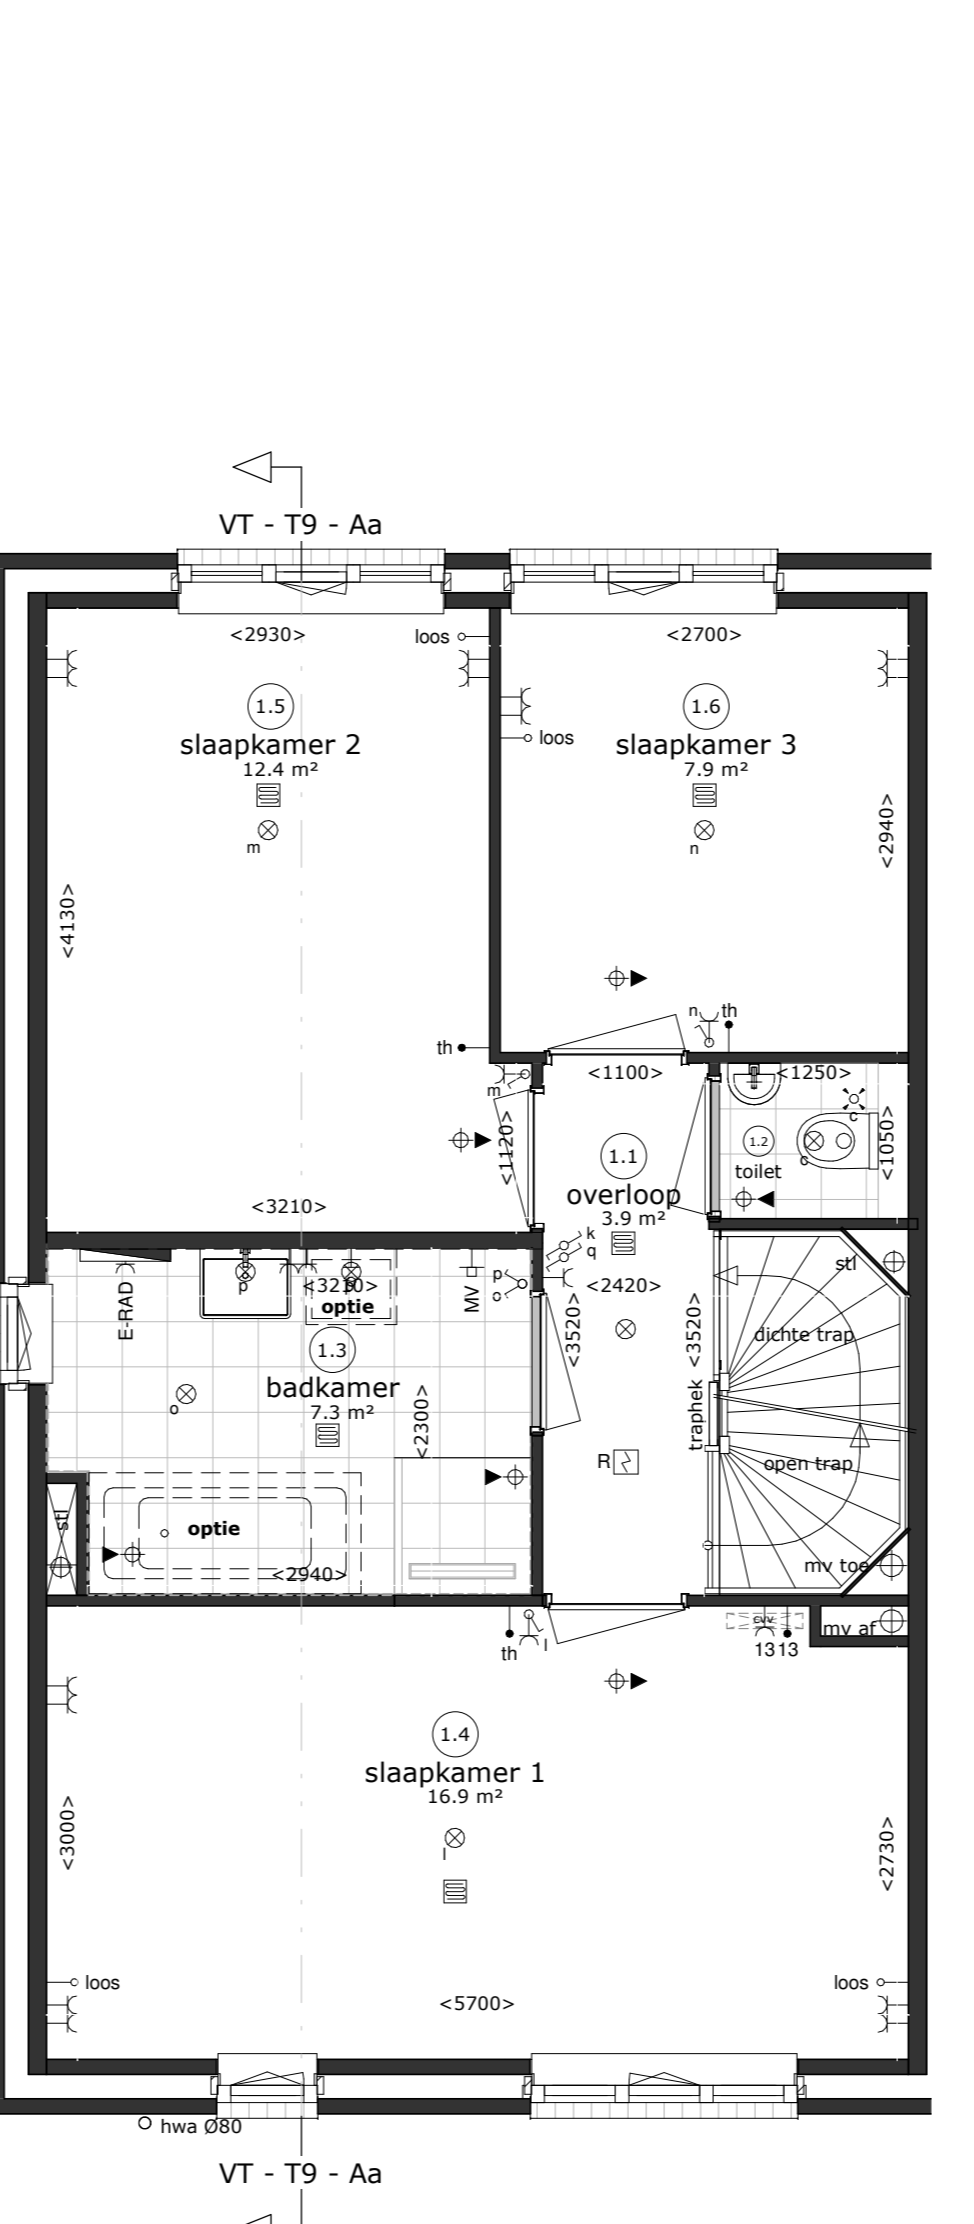 VT - T9 - Aa
<2930>
loos
<2700>
1.5
slaapkamer 2
12.4 m²
m
1.6
slaapkamer 3
7.9 m²
n
loos
<4130>
<2940>
th
m
n
th
<1100>
<1250>
<1120>
1.1
overloop
3.9 m²
1.2
toilet
c
c
<1050>
<3210>
k
q
<2420>
stl
E-RAD
p
<3210>
optie
MV
p
o
1.3
badkamer
7.3 m²
o
<2300>
<3520>
<3520>
dichte trap
traphek
open trap
R
stl
optie
<2940>
mv toe
th
l
cvv
13
13
mv af
1.4
slaapkamer 1
16.9 m²
l
<3000>
<2730>
loos
loos
<5700>
hwa Ø80
VT - T9 - Aa